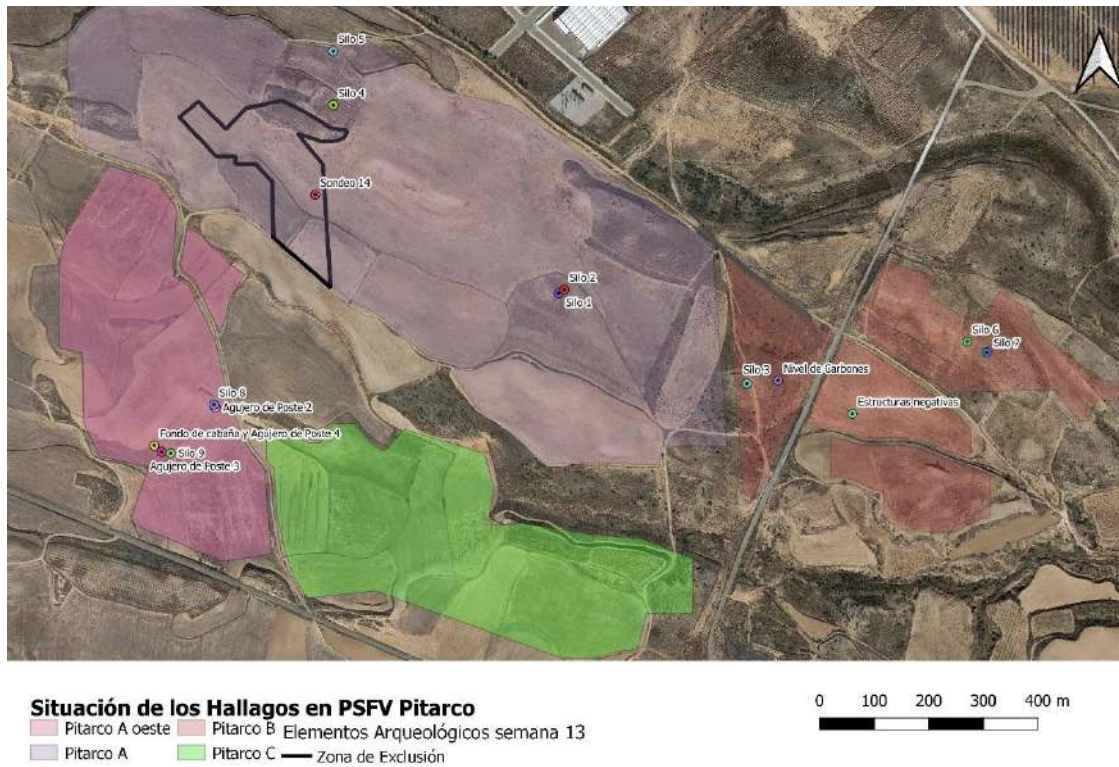 Silo 5
Silo 4
Sondeo 14
Silo 2
Silo 1
Silo 6
Silo 7
Silo 3
Nivel de Carbones
Estructuras negativas
Silo 8
Agujero de Poste 2
Fondo de cabaña y Agujero de Poste 4
Silo 9
Agujero de Poste 3
Situación de los Hallagos en PSFV Pitarco
Pitarco A oeste
Pitarco B
Elementos Arqueológicos semana 13
Pitarco A
Pitarco C
Zona de Exclusión
0 100 200 300 400 m